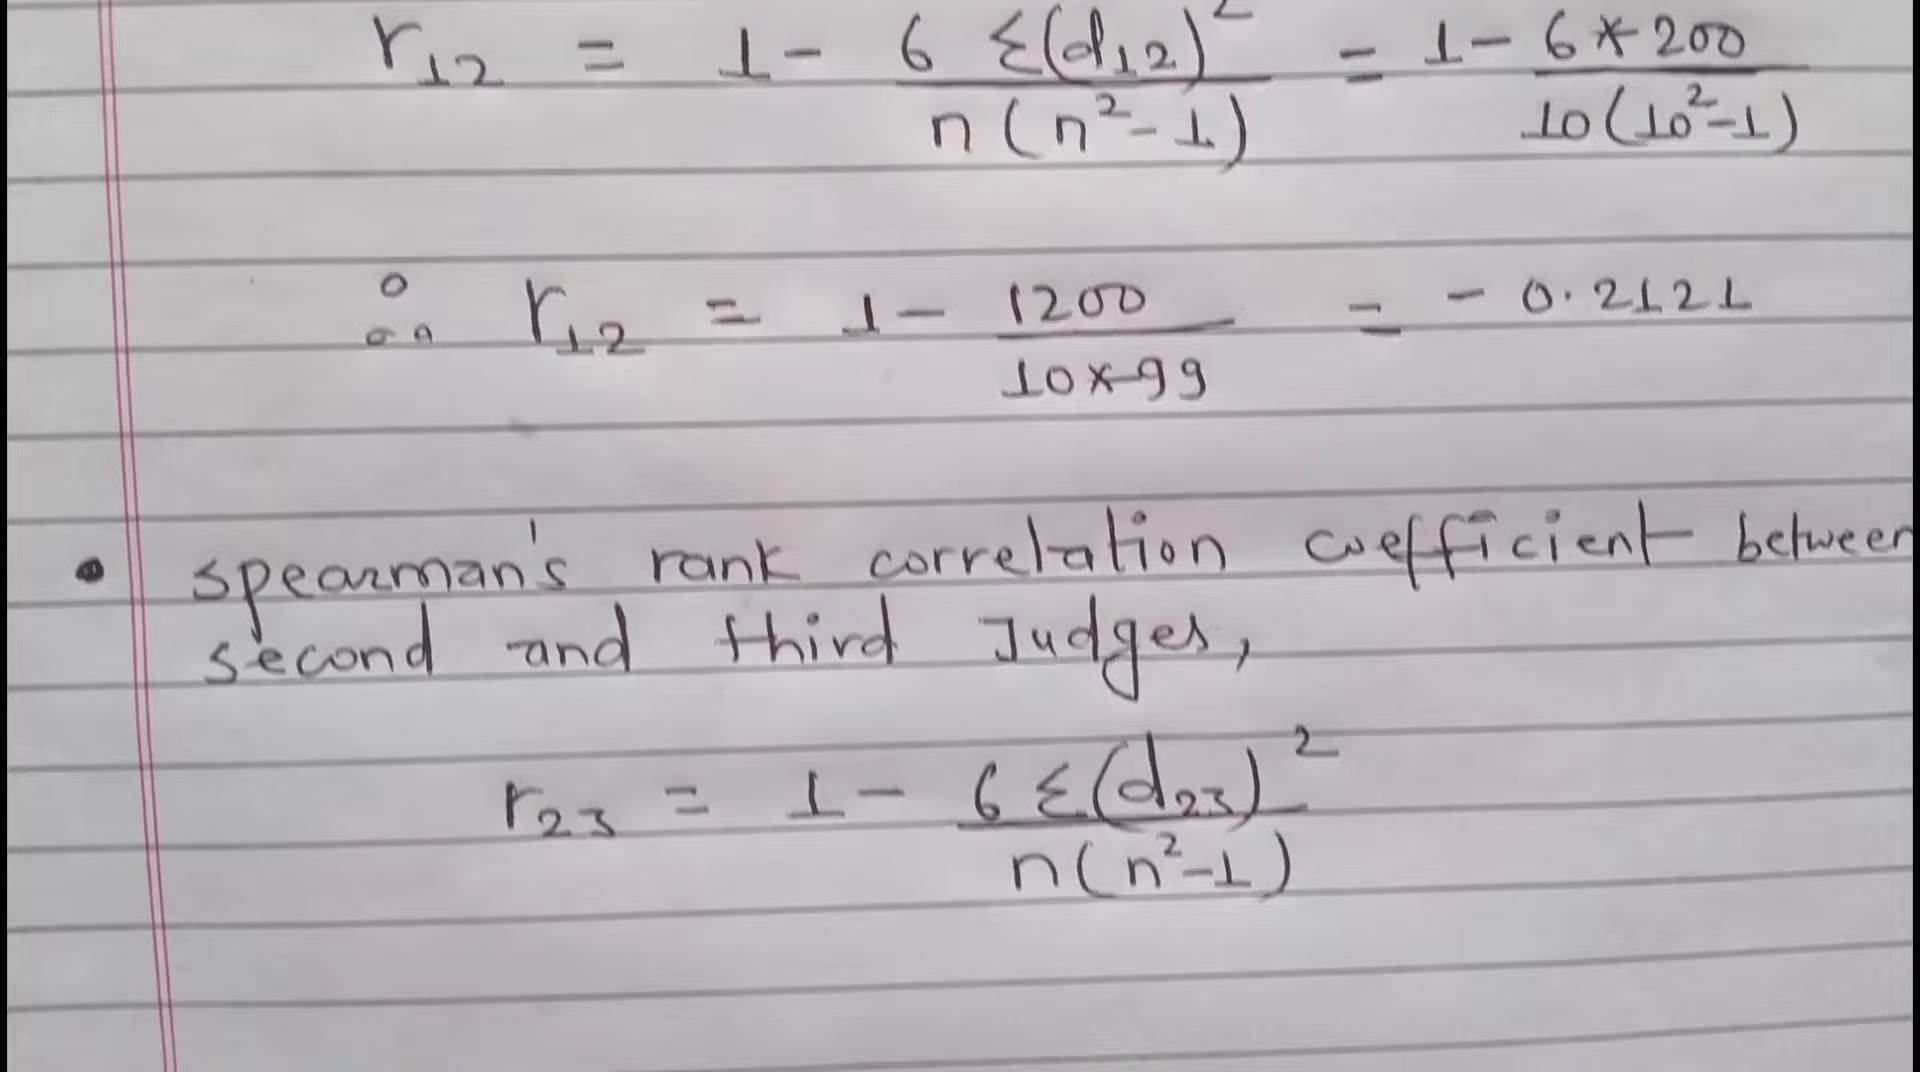 r₁₂ = 1 - 6 Σ(d₁₂)² / n(n²-1) = 1 - 6*200 / 10(10²-1)
∴ r₁₂ = 1 - 1200 / 10×99 = -0.2121
• spearman's rank correlation coefficient between
second and third Judges,
r₂₃ = 1 - 6 Σ(d₂₃)² / n(n²-1)